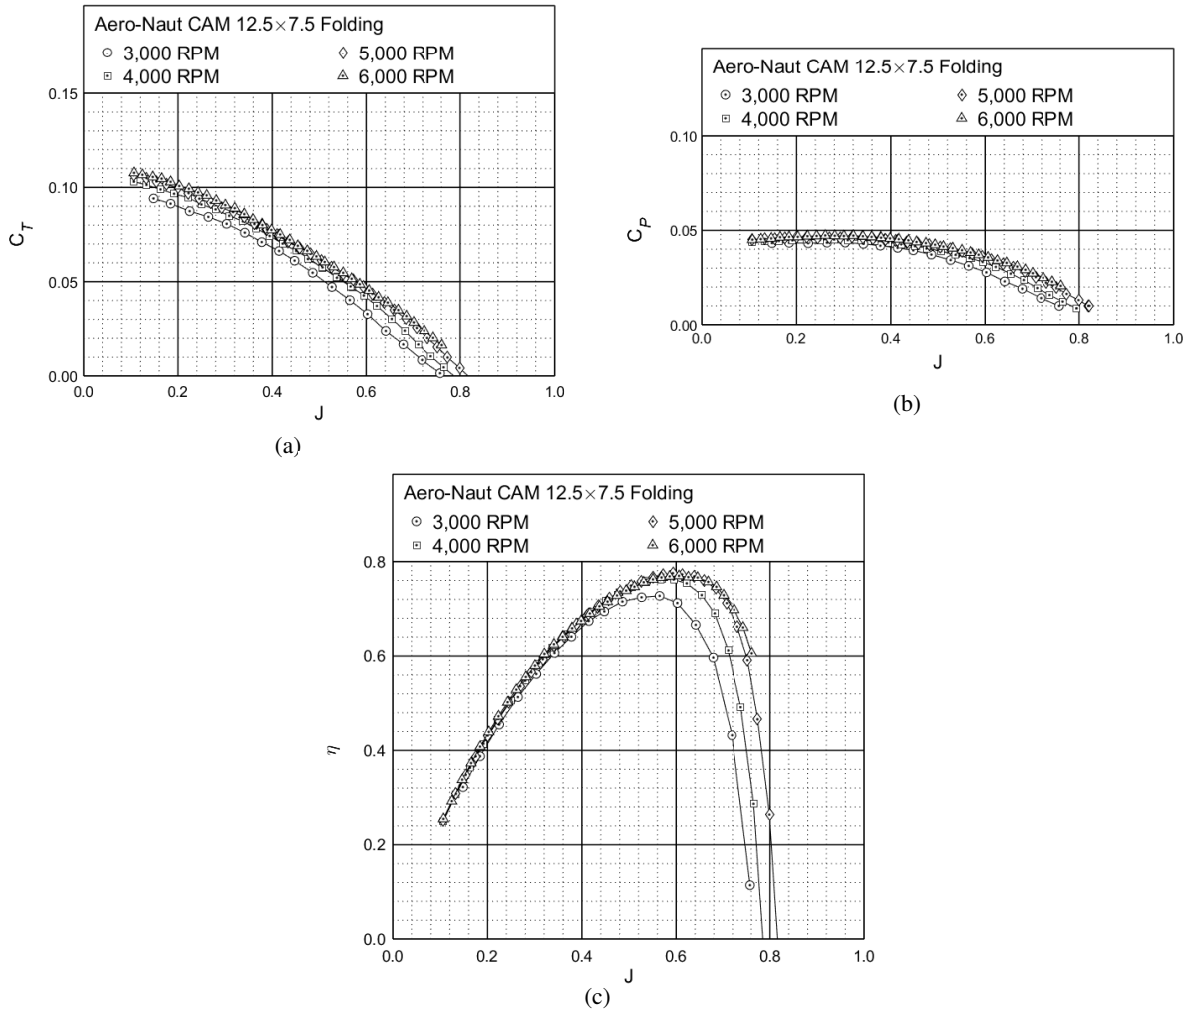 Aero-Naut CAM 12.5×7.5 Folding
3,000 RPM
5,000 RPM
4,000 RPM
6,000 RPM
0.15
0.10
0.05
0.00
C_T
0.0 0.2 0.4 0.6 0.8 1.0
J
(a)
Aero-Naut CAM 12.5×7.5 Folding
3,000 RPM
5,000 RPM
4,000 RPM
6,000 RPM
0.10
0.05
0.00
C_P
0.0 0.2 0.4 0.6 0.8 1.0
J
(b)
Aero-Naut CAM 12.5×7.5 Folding
3,000 RPM
5,000 RPM
4,000 RPM
6,000 RPM
0.8
0.6
0.4
0.2
0.0
η
0.0 0.2 0.4 0.6 0.8 1.0
J
(c)